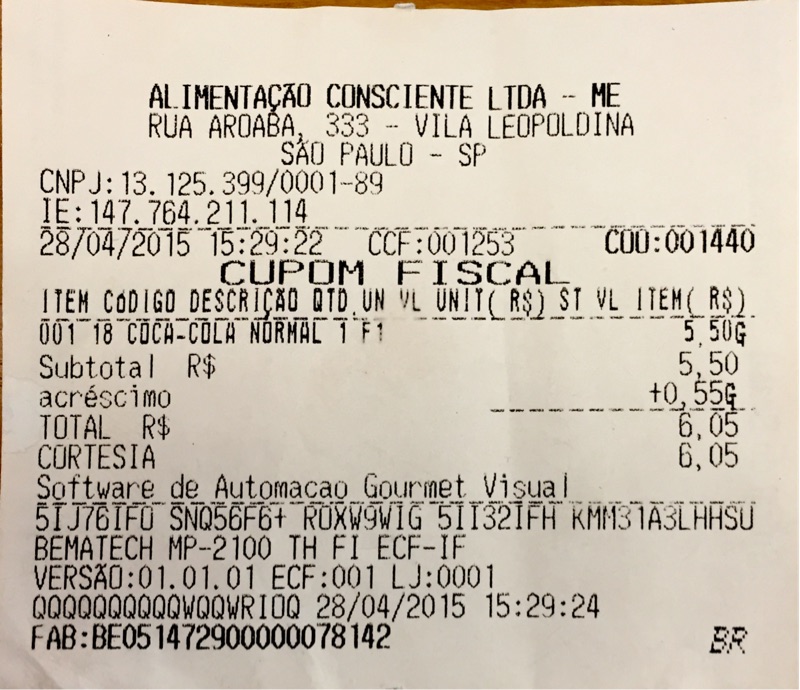 ALIMENTAÇÃO CONSCIENTE LTDA - ME
RUA AROABA, 333 - VILA LEOPOLDINA
SÃO PAULO - SP
CNPJ:13.125.399/0001-89
IE:147.764.211.114
28/04/2015 15:29:22 CCF:001253 COO:001440
CUPOM FISCAL
ITEM CÓDIGO DESCRIÇÃO QTD.UN VL UNIT( R$) ST VL ITEM( R$)
001 18 COCA-COLA NORMAL 1 F1 5,50G
Subtotal R$ 5,50
acréscimo +0,55G
TOTAL R$ 6,05
CORTESIA 6,05
Software de Automacao Gourmet Visual
5IJ76IFO SNQ56F6+ ROXW9WIG 5II32IFH KMM31A3LHHSU
BEMATECH MP-2100 TH FI ECF-IF
VERSÃO:01.01.01 ECF:001 LJ:0001
QQQQQQQQQQWQQWRIOQ 28/04/2015 15:29:24
FAB:BE051472900000078142 BR